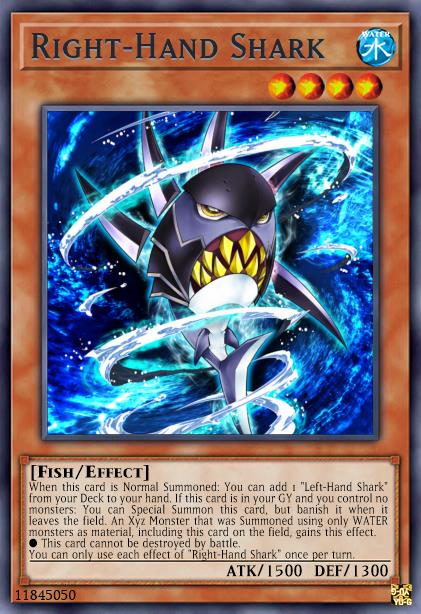 Right-Hand Shark
WATER
水
[Fish/Effect]
When this card is Normal Summoned: You can add 1 "Left-Hand Shark"
from your Deck to your hand. If this card is in your GY and you control no
monsters: You can Special Summon this card, but banish it when it
leaves the field. An Xyz Monster that was Summoned using only WATER
monsters as material, including this card on the field, gains this effect.
● This card cannot be destroyed by battle.
You can only use each effect of "Right-Hand Shark" once per turn.
ATK/1500 DEF/1300
11845050